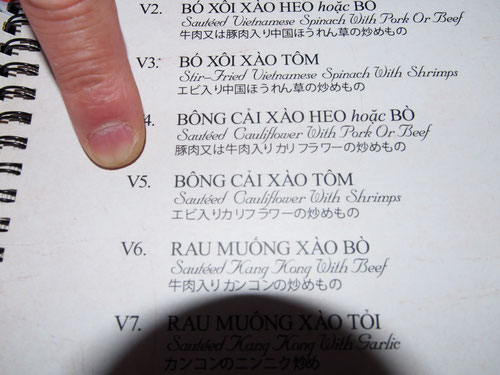 V2. BÓ XÔI XÀO HEO hoặc BÒ
Sautéed Vietnamese Spinach With Pork Or Beef
牛肉又は豚肉入り中国ほうれん草の炒めもの
V3. BÓ XÔI XÀO TÔM
Stir-Fried Vietnamese Spinach With Shrimps
エビ入り中国ほうれん草の炒めもの
4. BÔNG CẢI XÀO HEO hoặc BÒ
Sautéed Cauliflower With Pork Or Beef
豚肉又は牛肉入りカリフラワーの炒めもの
V5. BÔNG CẢI XÀO TÔM
Sautéed Cauliflower With Shrimps
エビ入りカリフラワーの炒めもの
V6. RAU MUÓNG XÀO BÒ
Sautéed Kang Kong With Beef
牛肉入りカンコンの炒めもの
V7. RAU MUÓNG XÀO TỎI
Sautéed Kang Kong With Garlic
カンコンのニンニク炒め